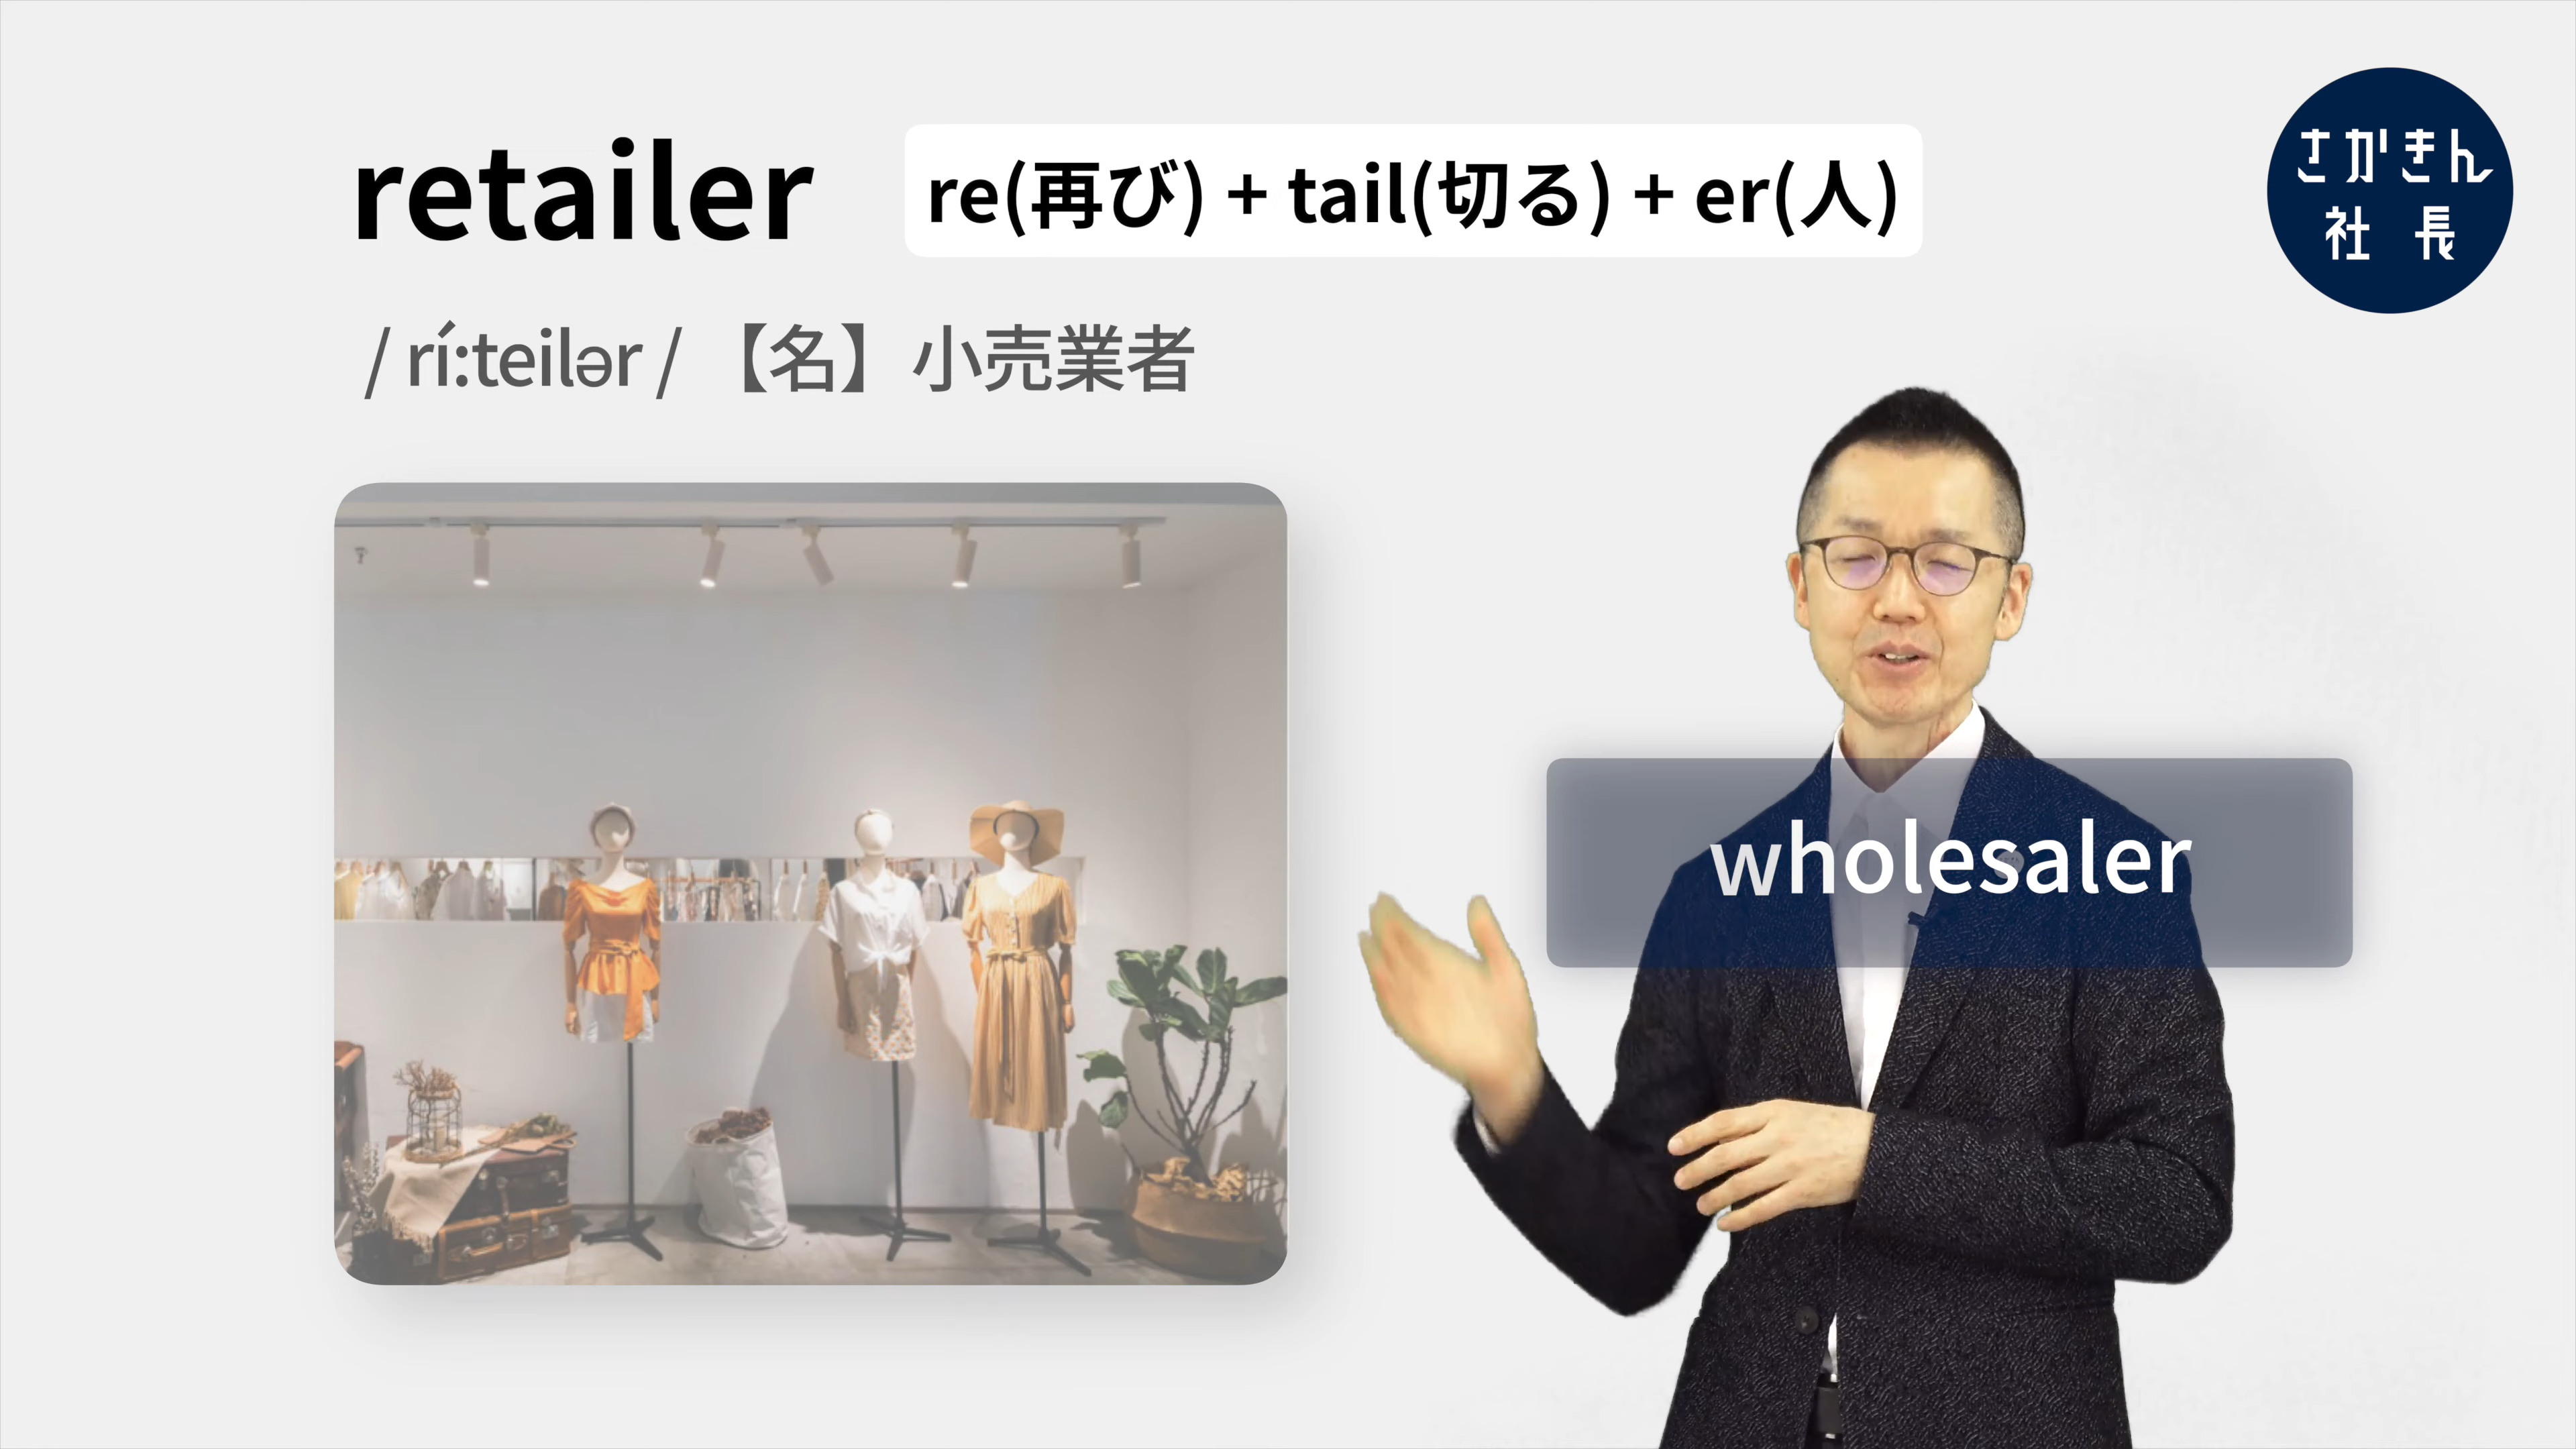 retailer
re(再び) + tail(切る) + er(人)
さかきん
社長
/ rí:teilər / 【名】小売業者
wholesaler